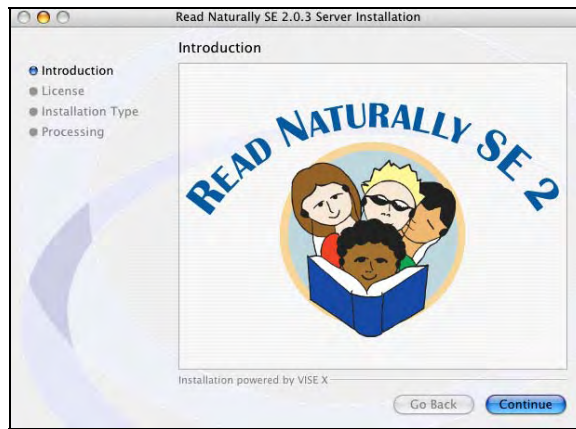 Read Naturally SE 2.0.3 Server Installation
Introduction
Introduction
License
Installation Type
Processing
READ NATURALLY SE 2
Installation powered by VISE X
Go Back
Continue